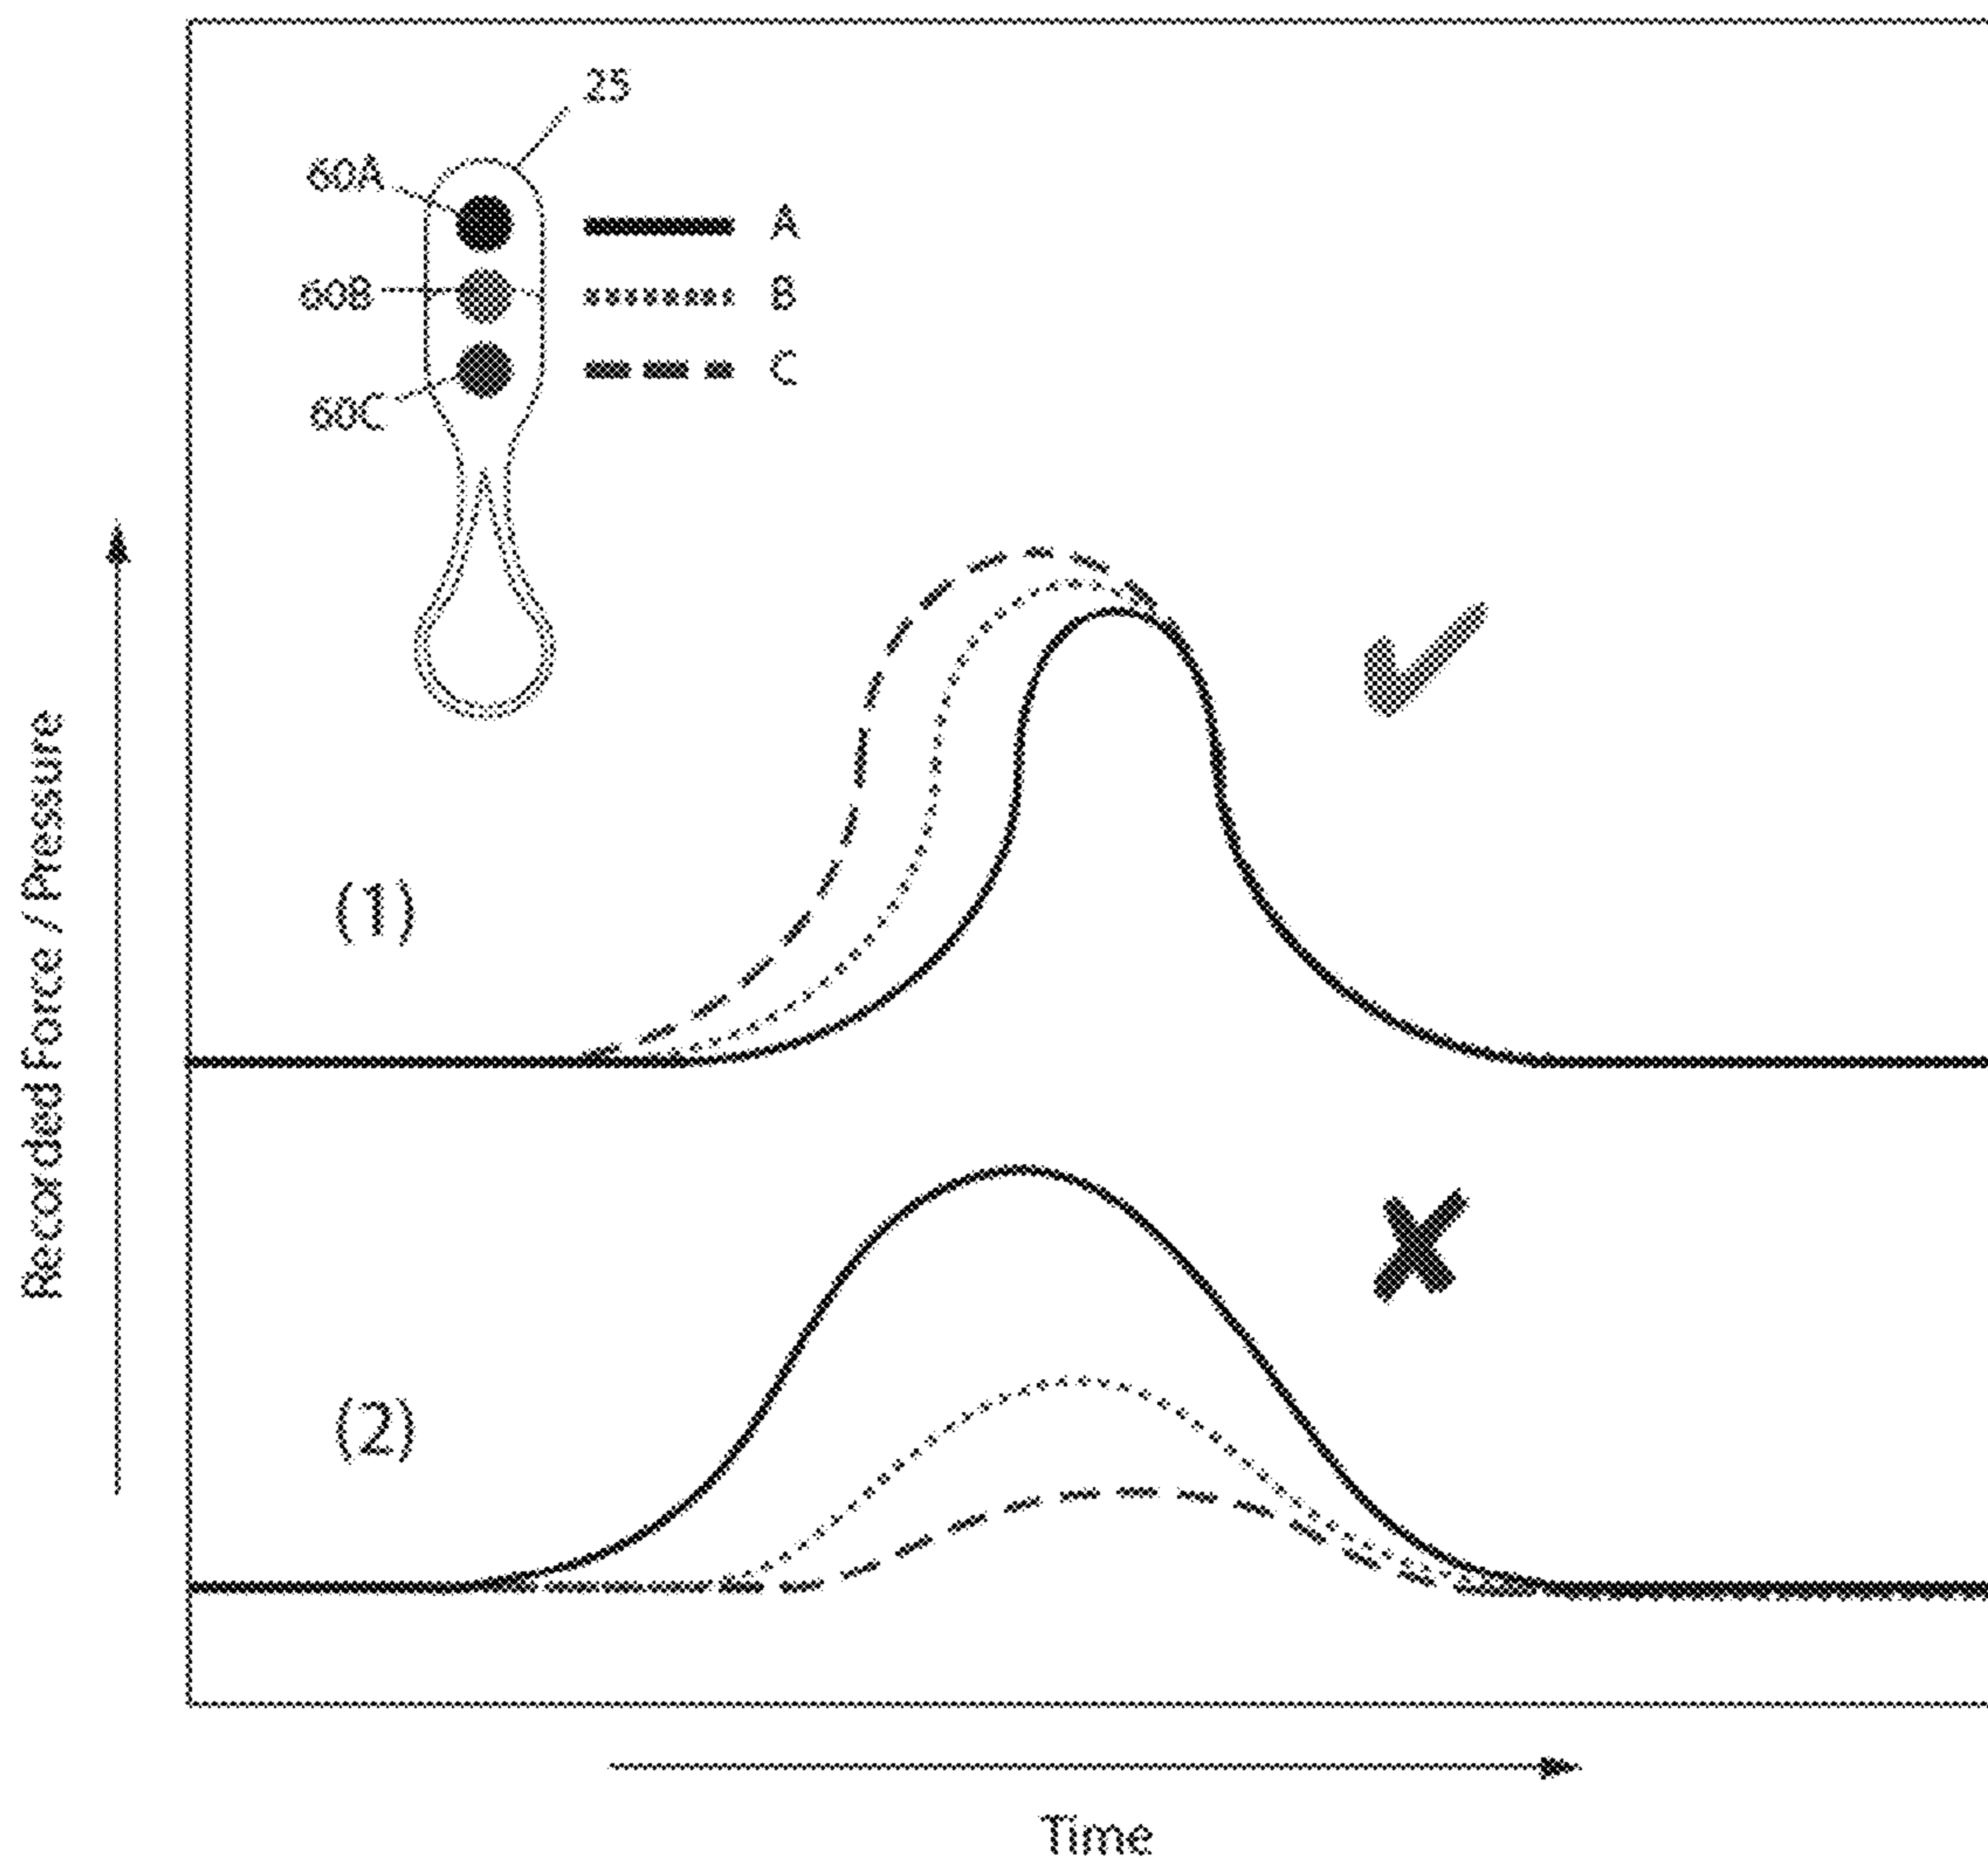 25
60A
A
60B
B
60C
C
Recorded Force / Pressure
(1)
(2)
Time